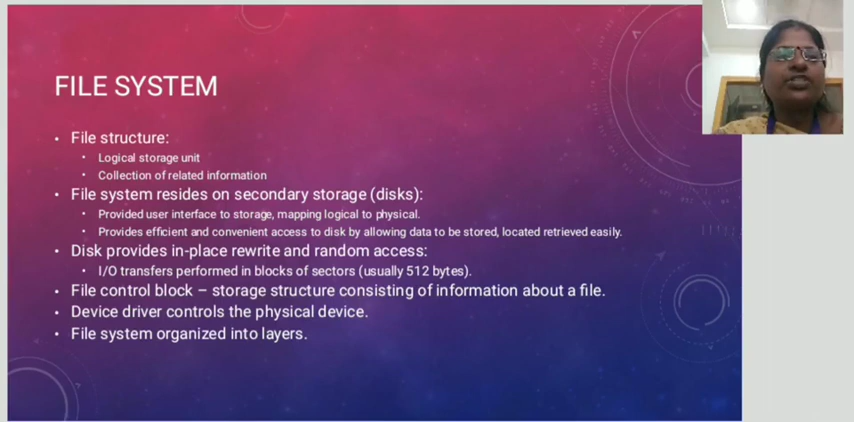 FILE SYSTEM
• File structure:
• Logical storage unit
• Collection of related information
• File system resides on secondary storage (disks):
• Provided user interface to storage, mapping logical to physical.
• Provides efficient and convenient access to disk by allowing data to be stored, located retrieved easily.
• Disk provides in-place rewrite and random access:
• I/O transfers performed in blocks of sectors (usually 512 bytes).
• File control block – storage structure consisting of information about a file.
• Device driver controls the physical device.
• File system organized into layers.